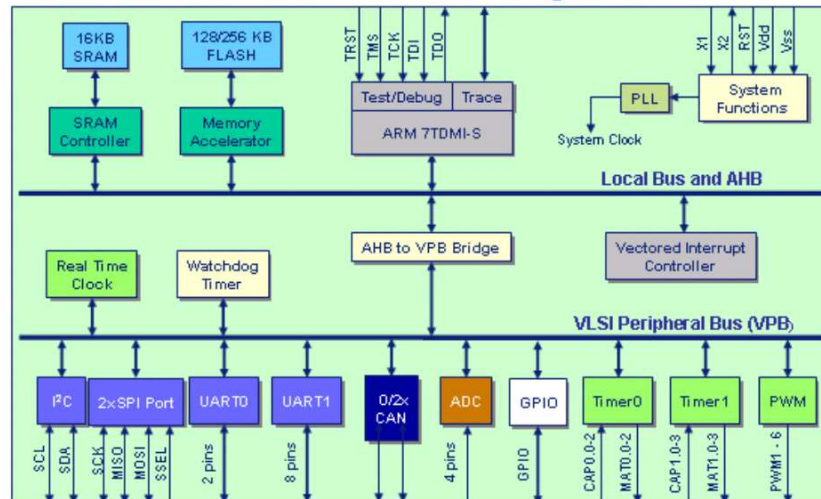 16KB
SRAM
128/256 KB
FLASH
TRST
TMS
TCK
TDI
TDO
X1
X2
RST
Vdd
Vss
Test/Debug
Trace
ARM 7TDMI-S
PLL
System
Functions
System Clock
SRAM
Controller
Memory
Accelerator
Local Bus and AHB
Real Time
Clock
Watchdog
Timer
AHB to VPB Bridge
Vectored Interrupt
Controller
VLSI Peripheral Bus (VPB)
I²C
2xSPI Port
UART0
UART1
0/2x
CAN
ADC
GPIO
Timer0
Timer1
PWM
SCL
SDA
SCK
MISO
MOSI
SSEL
2 pins
8 pins
4 pins
GPIO
CAP0.0-2
MAT0.0-2
CAP1.0-3
MAT1.0-3
PWM1 - 6